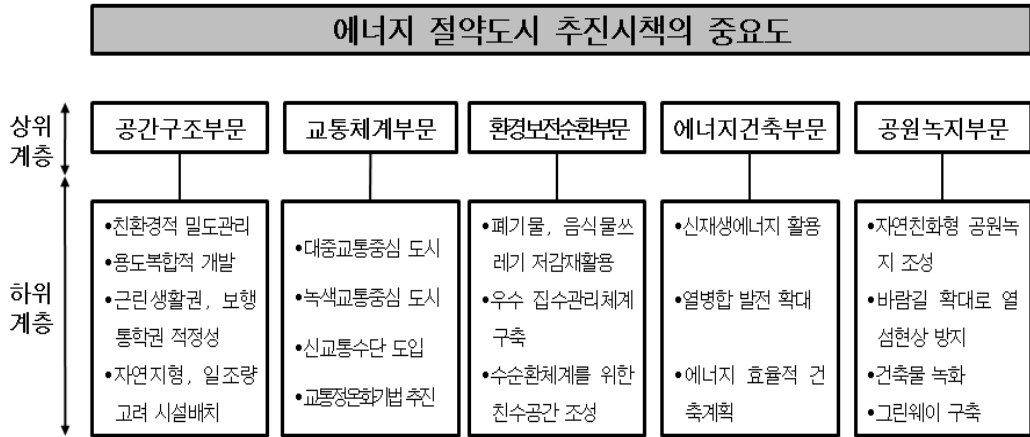 에너지 절약도시 추진시책의 중요도
상위
계층
공간구조부문
교통체계부문
환경보전순환부문
에너지건축부문
공원녹지부문
하위
계층
•친환경적 밀도관리
•용도복합적 개발
•근린생활권, 보행
통학권 적정성
•자연지형, 일조량
고려 시설배치
•대중교통중심 도시
•녹색교통중심 도시
•신교통수단 도입
•교통정온화기법 추진
•폐기물, 음식물쓰
레기 저감재활용
•우수 집수관리체계
구축
•수순환체계를 위한
친수공간 조성
•신재생에너지 활용
•열병합 발전 확대
•에너지 효율적 건
축계획
•자연친화형 공원녹
지 조성
•바람길 확대로 열
섬현상 방지
•건축물 녹화
•그린웨이 구축